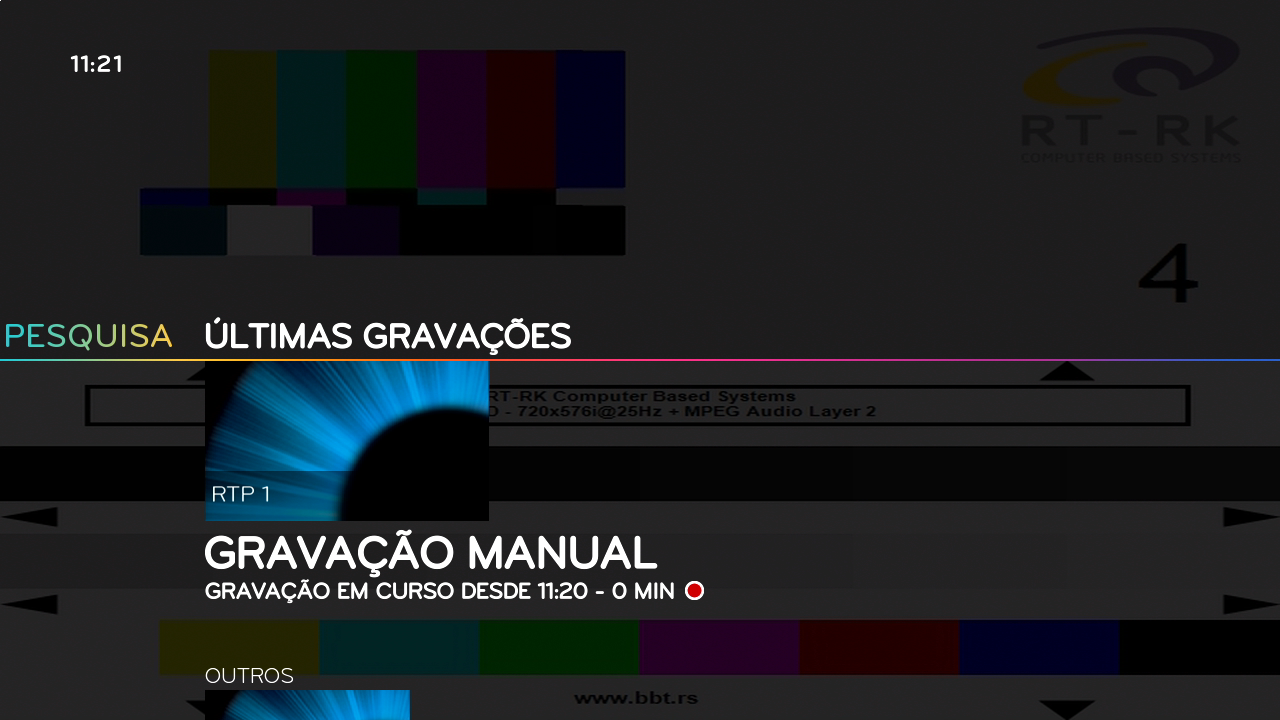 11:21
RT-RK
COMPUTER BASED SYSTEMS
4
PESQUISA ÚLTIMAS GRAVAÇÕES
RT-RK Computer Based Systems
- 720x576i@25Hz + MPEG Audio Layer 2
RTP 1
GRAVAÇÃO MANUAL
GRAVAÇÃO EM CURSO DESDE 11:20 - 0 MIN
OUTROS
www.bbt.rs